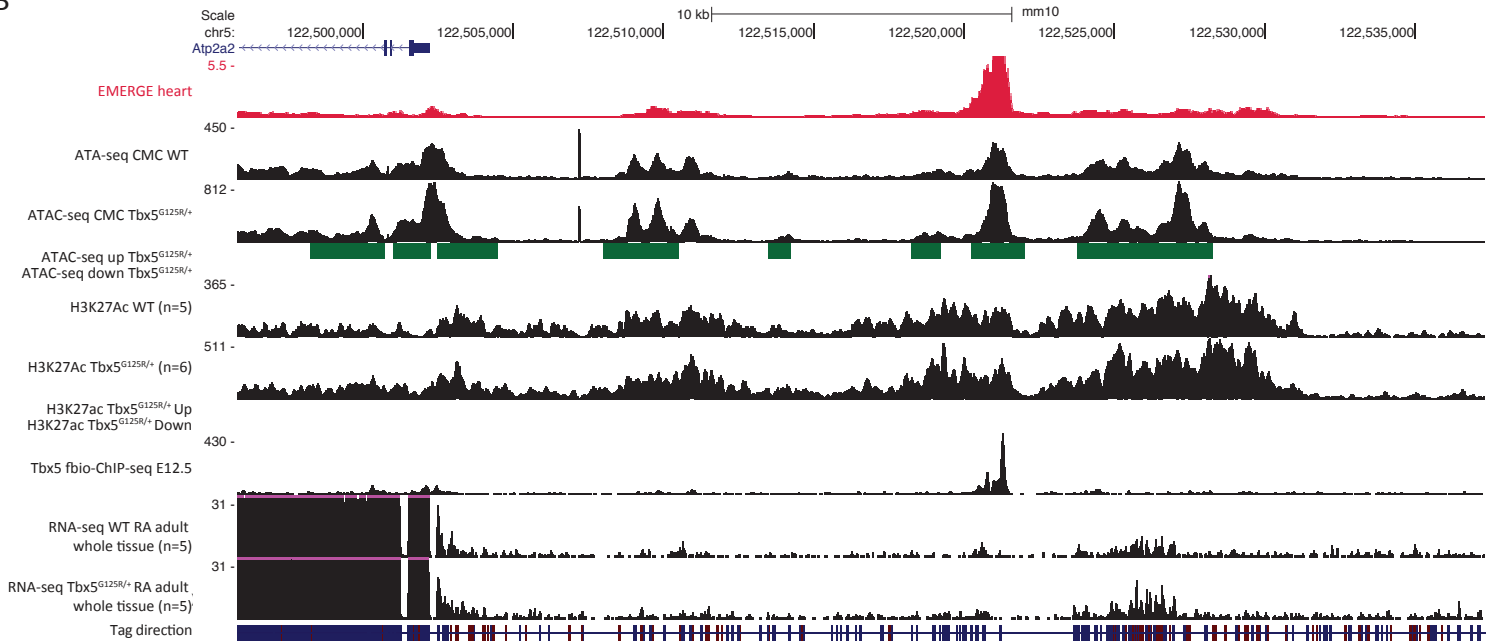 Scale
10 kb
mm10
chr5:
122,500,000
122,505,000
122,510,000
122,515,000
122,520,000
122,525,000
122,530,000
122,535,000
Atp2a2
5.5 -
EMERGE heart
450 -
ATA-seq CMC WT
812 -
ATAC-seq CMC Tbx5G125R/+
ATAC-seq up Tbx5G125R/+
ATAC-seq down Tbx5G125R/+
365 -
H3K27Ac WT (n=5)
511 -
H3K27Ac Tbx5G125R/+ (n=6)
H3K27ac Tbx5G125R/+ Up
H3K27ac Tbx5G125R/+ Down
430 -
Tbx5 fbio-ChIP-seq E12.5
31 -
RNA-seq WT RA adult
whole tissue (n=5)
31 -
RNA-seq Tbx5G125R/+ RA adult
whole tissue (n=5)
Tag direction